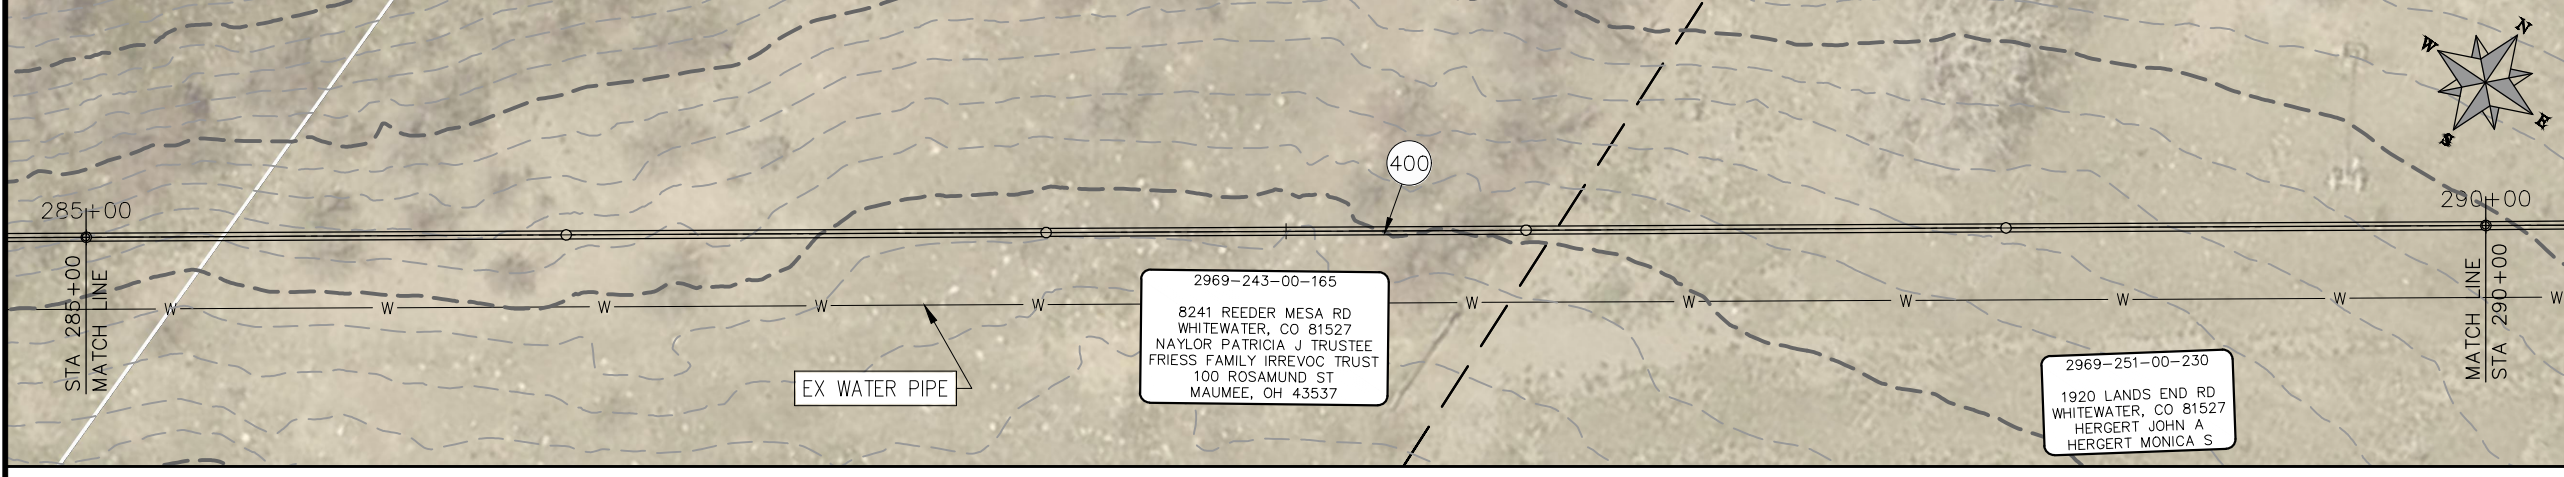 N
W
E
S
400
285+00
290+00
STA 285+00
MATCH LINE
MATCH LINE
STA 290+00
W W W W W W W W W W W
2969-243-00-165
8241 REEDER MESA RD
WHITEWATER, CO 81527
NAYLOR PATRICIA J TRUSTEE
FRIESS FAMILY IRREVOC TRUST
100 ROSAMUND ST
MAUMEE, OH 43537
EX WATER PIPE
2969-251-00-230
1920 LANDS END RD
WHITEWATER, CO 81527
HERGERT JOHN A
HERGERT MONICA S